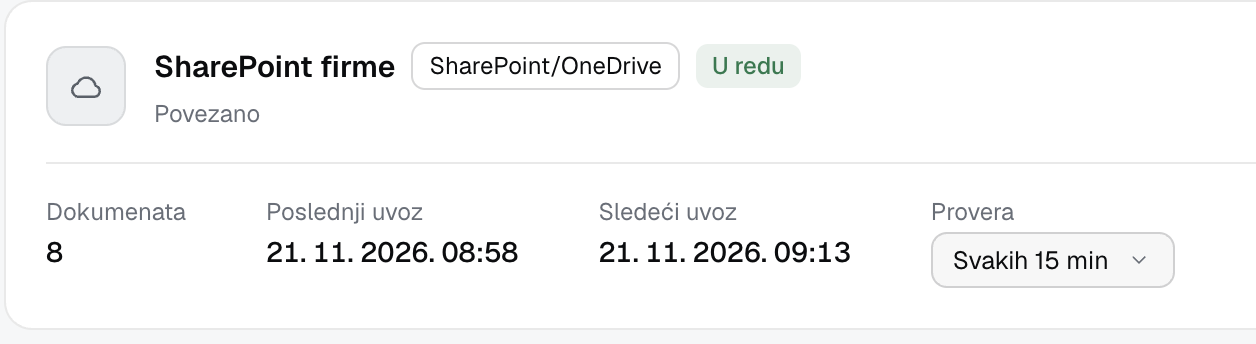 SharePoint firme SharePoint/OneDrive U redu
Povezano
Dokumenata Poslednji uvoz Sledeći uvoz Provera
8 21. 11. 2026. 08:58 21. 11. 2026. 09:13 Svakih 15 min